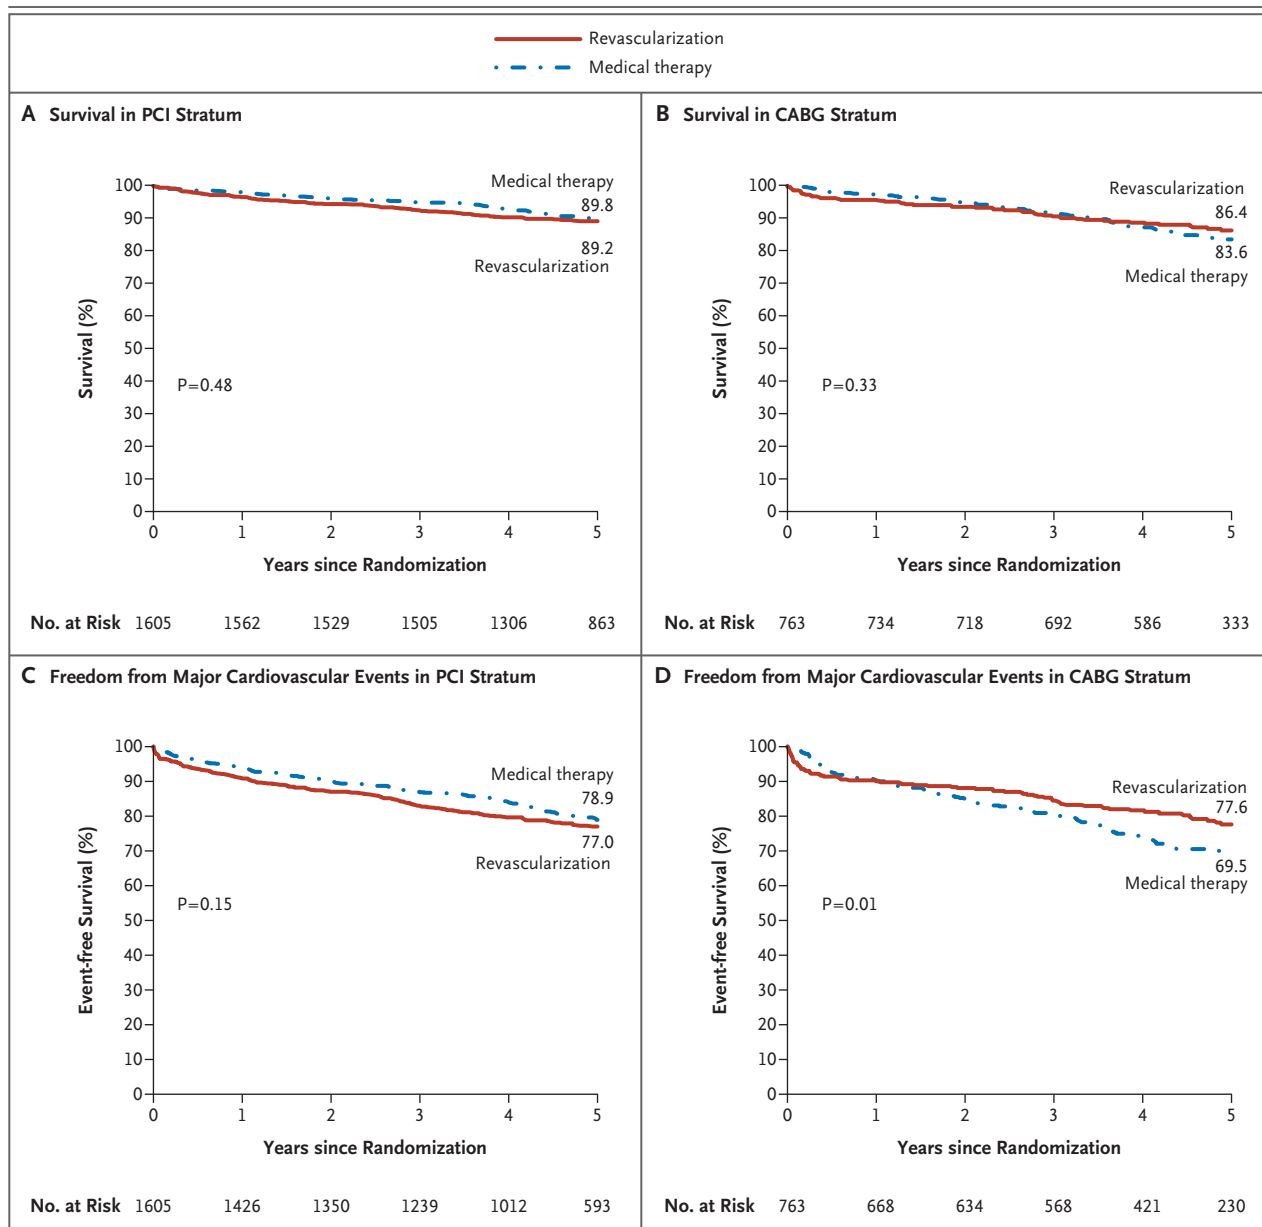 Revascularization
Medical therapy
A Survival in PCI Stratum
100
90
80
70
60
50
40
30
20
10
0
Survival (%)
Medical therapy
89.8
89.2
Revascularization
P=0.48
0 1 2 3 4 5
Years since Randomization
No. at Risk 1605 1562 1529 1505 1306 863
B Survival in CABG Stratum
100
90
80
70
60
50
40
30
20
10
0
Survival (%)
Revascularization
86.4
83.6
Medical therapy
P=0.33
0 1 2 3 4 5
Years since Randomization
No. at Risk 763 734 718 692 586 333
C Freedom from Major Cardiovascular Events in PCI Stratum
100
90
80
70
60
50
40
30
20
10
0
Event-free Survival (%)
Medical therapy
78.9
77.0
Revascularization
P=0.15
0 1 2 3 4 5
Years since Randomization
No. at Risk 1605 1426 1350 1239 1012 593
D Freedom from Major Cardiovascular Events in CABG Stratum
100
90
80
70
60
50
40
30
20
10
0
Event-free Survival (%)
Revascularization
77.6
69.5
Medical therapy
P=0.01
0 1 2 3 4 5
Years since Randomization
No. at Risk 763 668 634 568 421 230